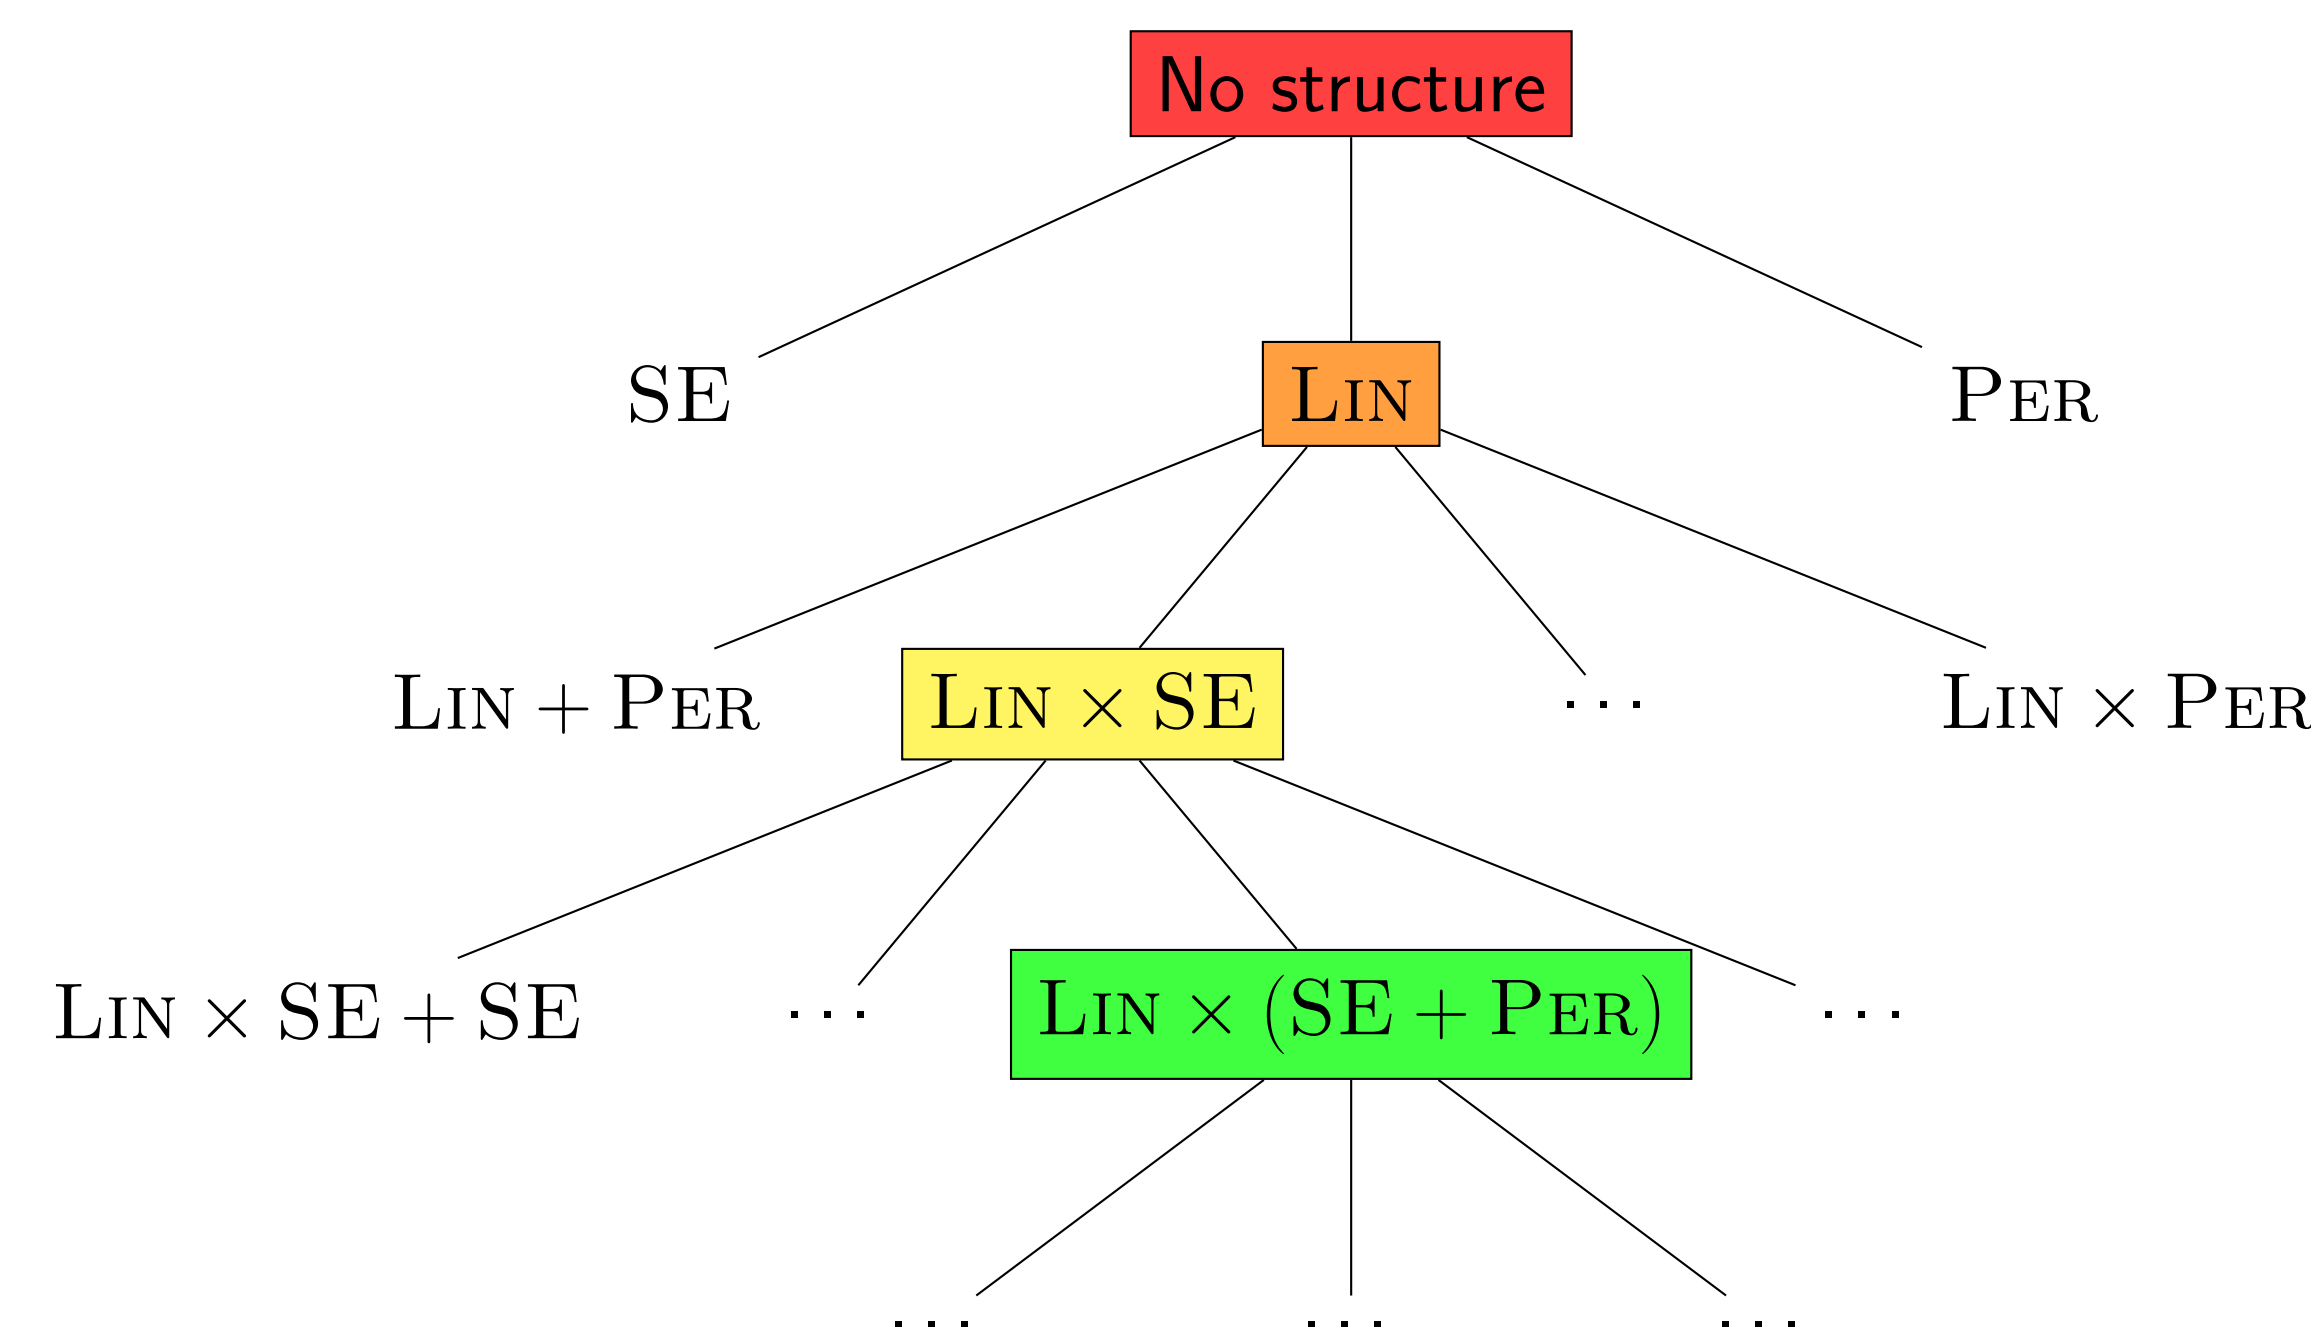 No structure
SE Lin Per
Lin + Per Lin × SE ... Lin × Per
Lin × SE + SE ... Lin × (SE + Per) ...
... ... ...